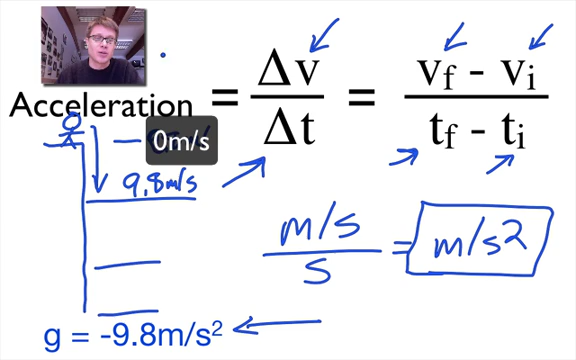 Acceleration = Δv / Δt = vf - vi / tf - ti
0m/s
9.8m/s
m/s / s = m/s²
g = -9.8m/s²